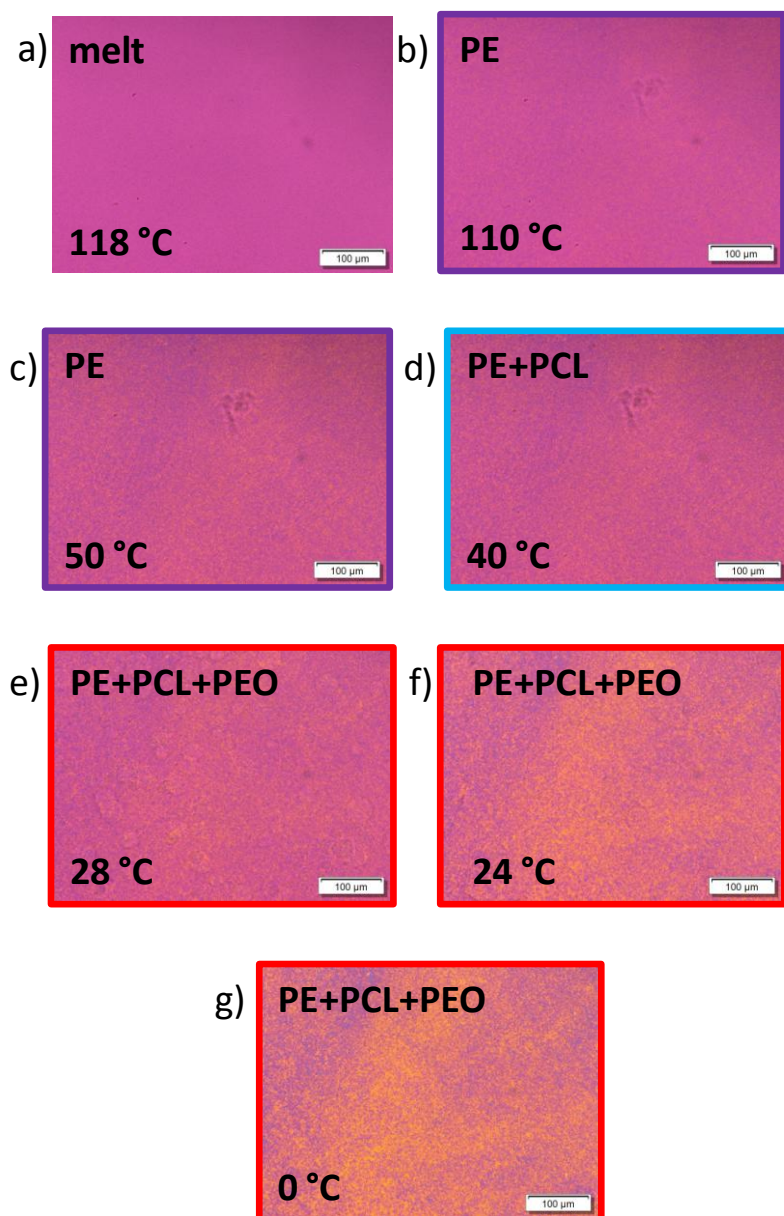 a) melt
118 °C
100 µm
b) PE
110 °C
100 µm
c) PE
50 °C
100 µm
d) PE+PCL
40 °C
100 µm
e) PE+PCL+PEO
28 °C
100 µm
f) PE+PCL+PEO
24 °C
100 µm
g) PE+PCL+PEO
0 °C
100 µm